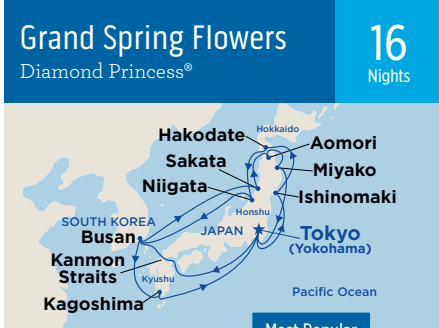 Grand Spring Flowers
Diamond Princess®
16
Nights
Hokkaido
Hakodate
Aomori
Sakata
Miyako
Niigata
Ishinomaki
Honshu
SOUTH KOREA
JAPAN
Tokyo
(Yokohama)
Busan
Kanmon
Straits
Kyushu
Pacific Ocean
Kagoshima
Most Popular